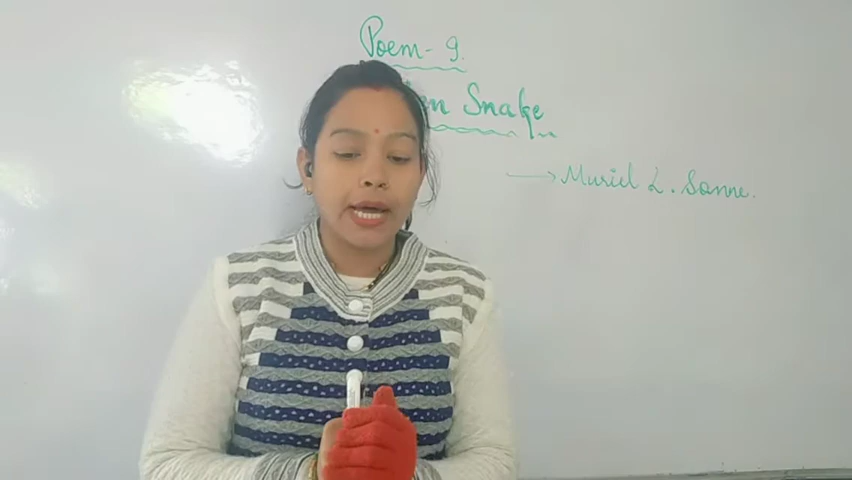 Poem - 9.
Snake
→ Muriel L. Sonne.